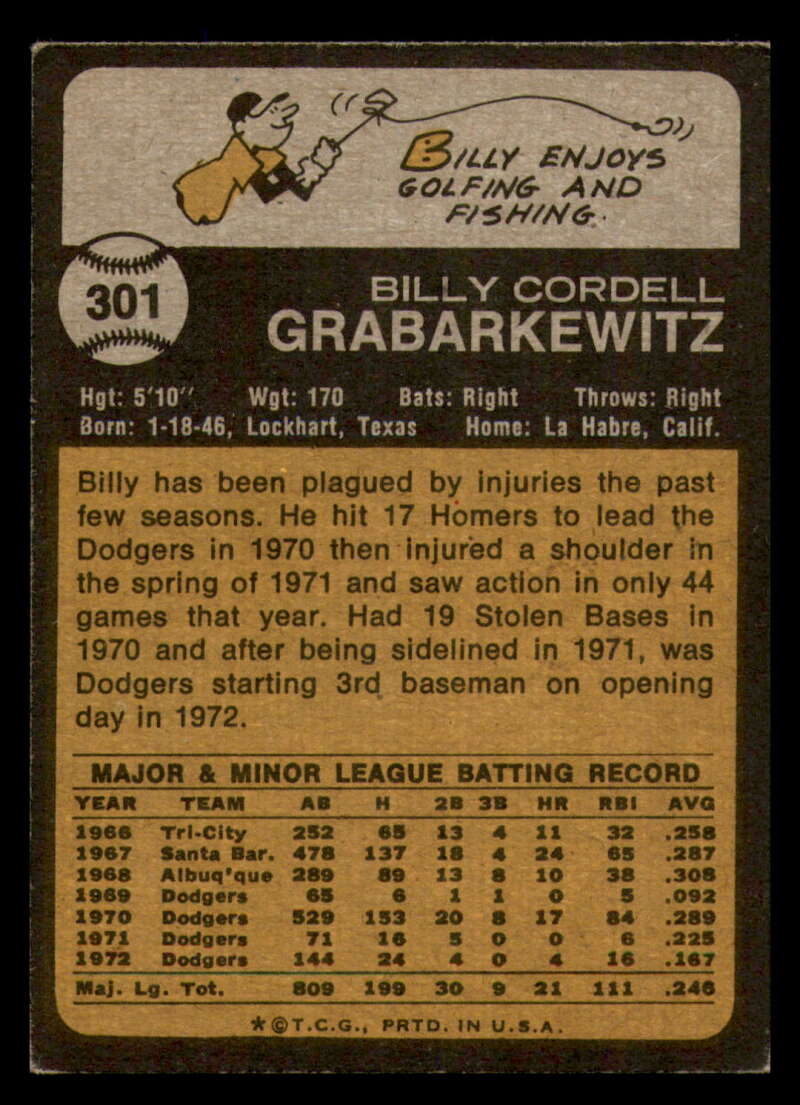 BILLY ENJOYS
GOLFING AND
FISHING.
301
BILLY CORDELL
GRABARKEWITZ
Hgt: 5'10'' Wgt: 170 Bats: Right Throws: Right
Born: 1-18-46, Lockhart, Texas Home: La Habre, Calif.
Billy has been plagued by injuries the past
few seasons. He hit 17 Homers to lead the
Dodgers in 1970 then injured a shoulder in
the spring of 1971 and saw action in only 44
games that year. Had 19 Stolen Bases in
1970 and after being sidelined in 1971, was
Dodgers starting 3rd baseman on opening
day in 1972.
MAJOR & MINOR LEAGUE BATTING RECORD
YEAR TEAM AB H 2B 3B HR RBI AVG
1966 Tri-City 252 65 13 4 11 32 .258
1967 Santa Bar. 478 137 18 4 24 65 .287
1968 Albuq'que 289 89 13 8 10 38 .308
1969 Dodgers 65 6 1 1 0 5 .092
1970 Dodgers 529 153 20 8 17 84 .289
1971 Dodgers 71 16 5 0 0 6 .225
1972 Dodgers 144 24 4 0 4 16 .167
Maj. Lg. Tot. 809 199 30 9 21 111 .246
*©T.C.G., PRTD. IN U.S.A.